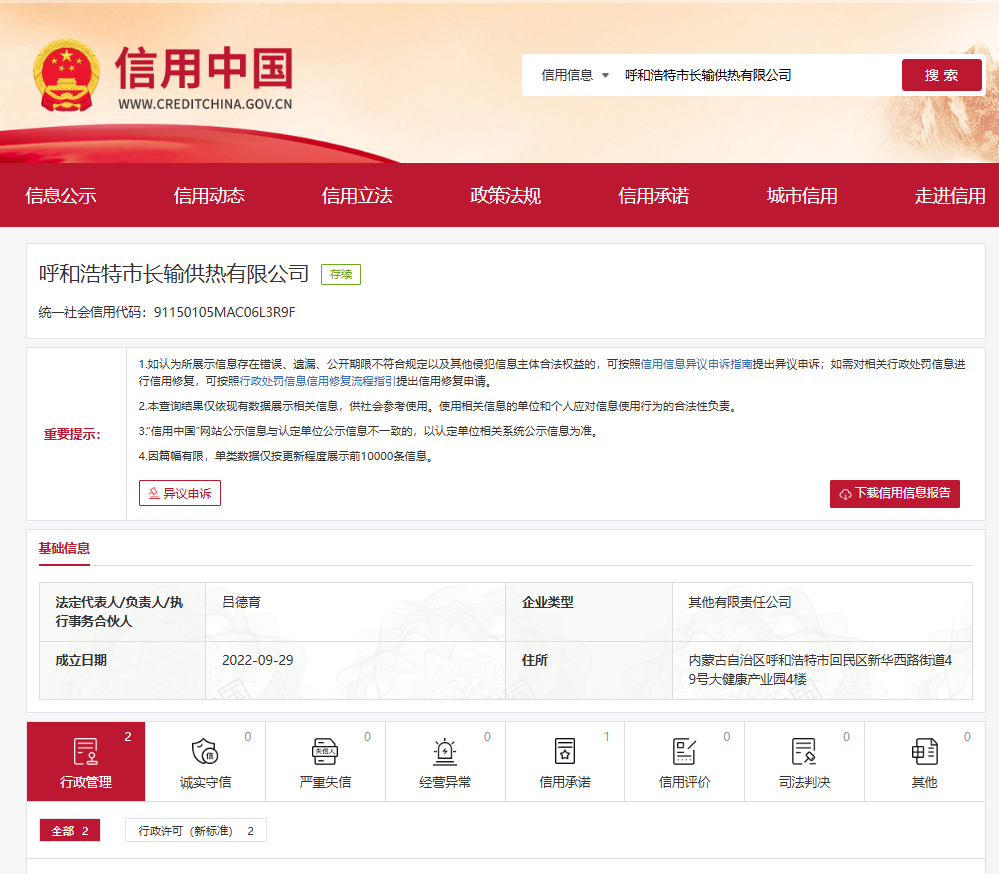 信用中国
WWW.CREDITCHINA.GOV.CN
信用信息 呼和浩特市长输供热有限公司 搜 索
信息公示 信用动态 信用立法 政策法规 信用承诺 城市信用 走进信用
呼和浩特市长输供热有限公司 存续
统一社会信用代码：91150105MAC06L3R9F
重要提示：
1.如认为所展示信息存在错误、遗漏、公开期限不符合规定以及其他侵犯信息主体合法权益的，可按照信用信息异议申诉指南提出异议申诉；如需对相关行政处罚信息进
行信用修复，可按照行政处罚信息信用修复流程指引提出信用修复申请。
2.本查询结果仅依现有数据展示相关信息，供社会参考使用。使用相关信息的单位和个人应对信息使用行为的合法性负责。
3.“信用中国”网站公示信息与认定单位公示信息不一致的，以认定单位相关系统公示信息为准。
4.因篇幅有限，单类数据仅按更新程度展示前10000条信息。
异议申诉 下载信用信息报告
基础信息
法定代表人/负责人/执
行事务合伙人
吕德育
企业类型
其他有限责任公司
成立日期
2022-09-29
住所
内蒙古自治区呼和浩特市回民区新华西路街道4
9号大健康产业园4楼
2 0 0 0 1 0 0 0
失信人
信
行政管理 诚实守信 严重失信 经营异常 信用承诺 信用评价 司法判决 其他
全部 2 行政许可（新标准） 2